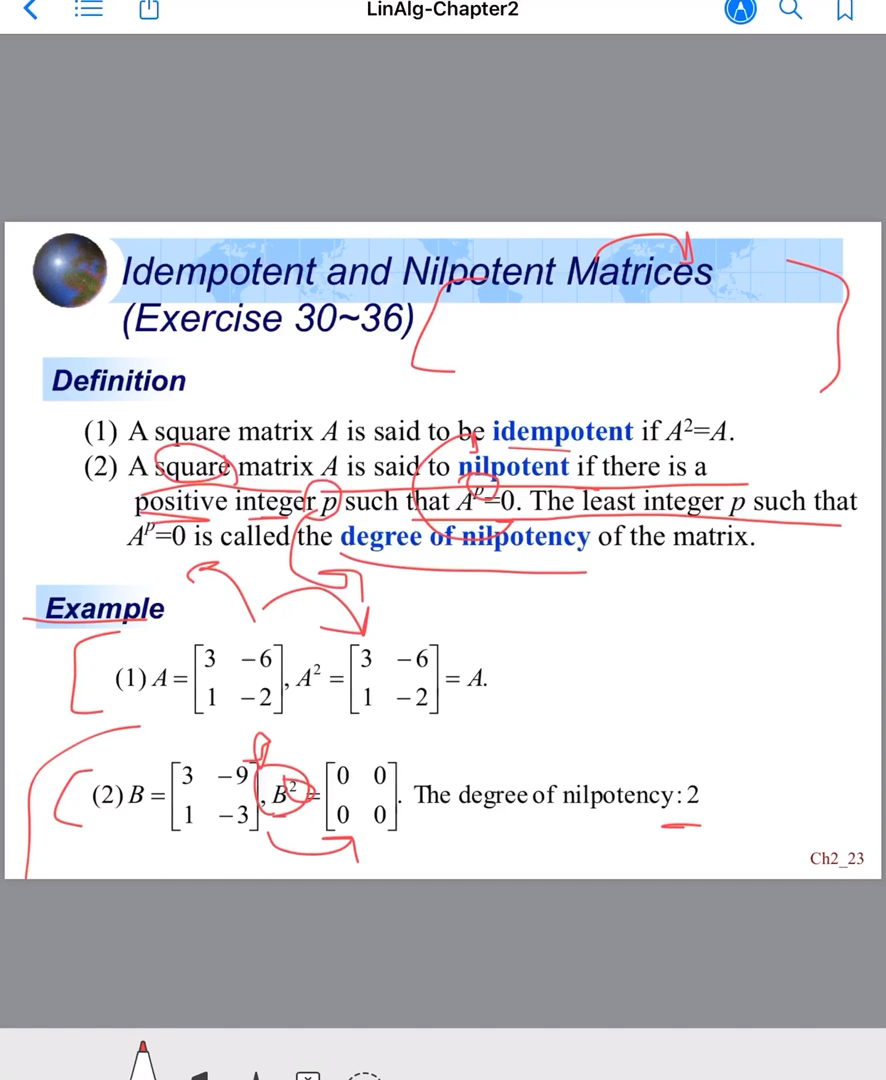 LinAlg-Chapter2
Idempotent and Nilpotent Matrices
(Exercise 30~36)
Definition
(1) A square matrix A is said to be idempotent if A²=A.
(2) A square matrix A is said to nilpotent if there is a
positive integer p such that Aᵖ=0. The least integer p such that
Aᵖ=0 is called the degree of nilpotency of the matrix.
Example
(1) A = [3 -6; 1 -2], A² = [3 -6; 1 -2] = A.
(2) B = [3 -9; 1 -3], B² = [0 0; 0 0]. The degree of nilpotency: 2
Ch2_23